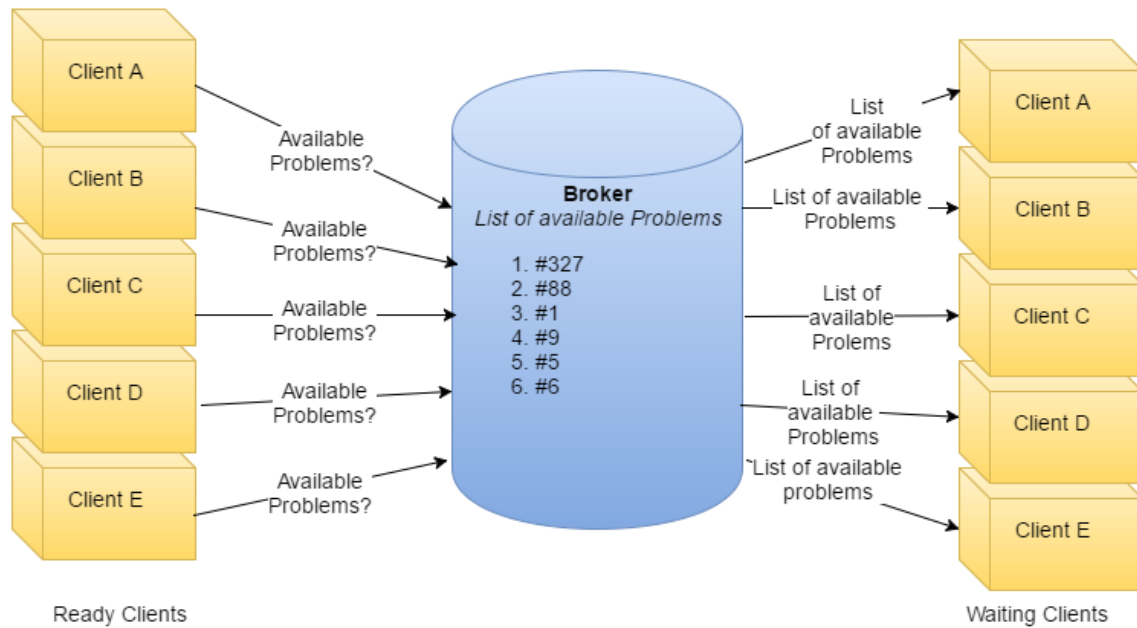 Client A
Client B
Client C
Client D
Client E
Ready Clients
Available
Problems?
Available
Problems?
Available
Problems?
Available
Problems?
Available
Problems?
Broker
List of available Problems
1. #327
2. #88
3. #1
4. #9
5. #5
6. #6
List
of available
Problems
List of available
Problems
List of
available
Prolems
List of
available
Problems
List of available
problems
Client A
Client B
Client C
Client D
Client E
Waiting Clients